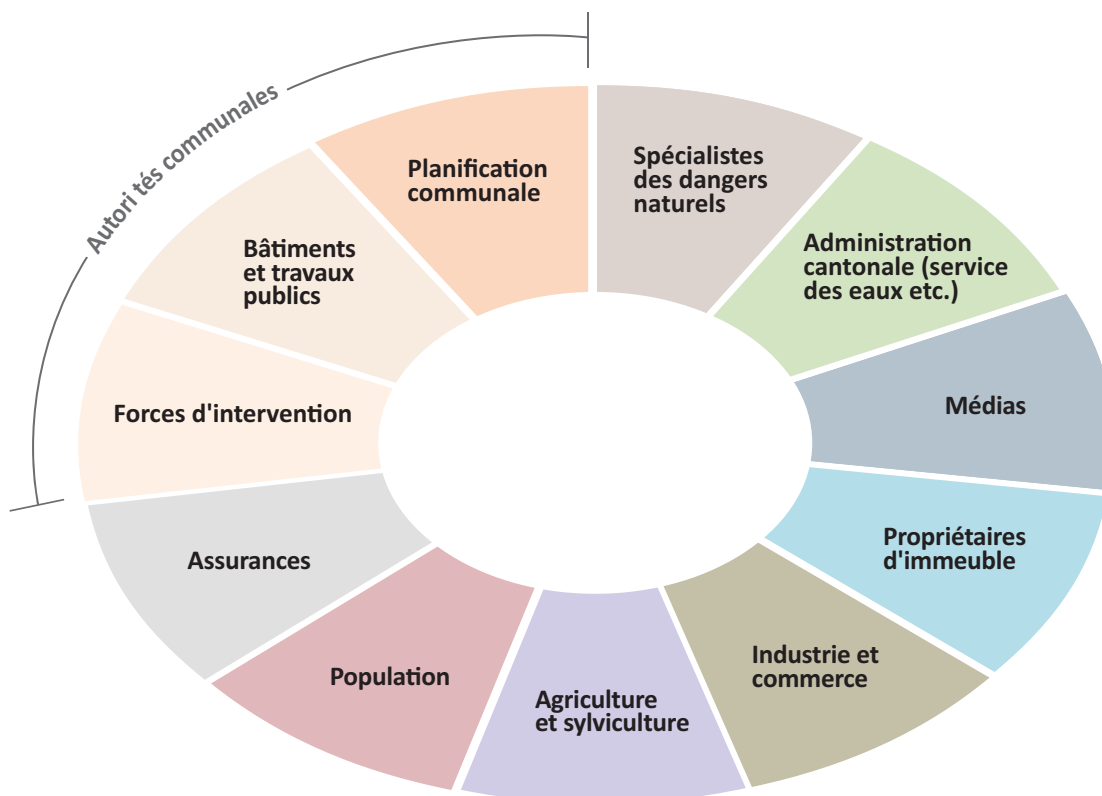 Autori tés communales
Planification
communale
Spécialistes
des dangers
naturels
Administration
cantonale (service
des eaux etc.)
Médias
Propriétaires
d'immeuble
Industrie et
commerce
Agriculture
et sylviculture
Population
Assurances
Forces d'intervention
Bâtiments
et travaux
publics